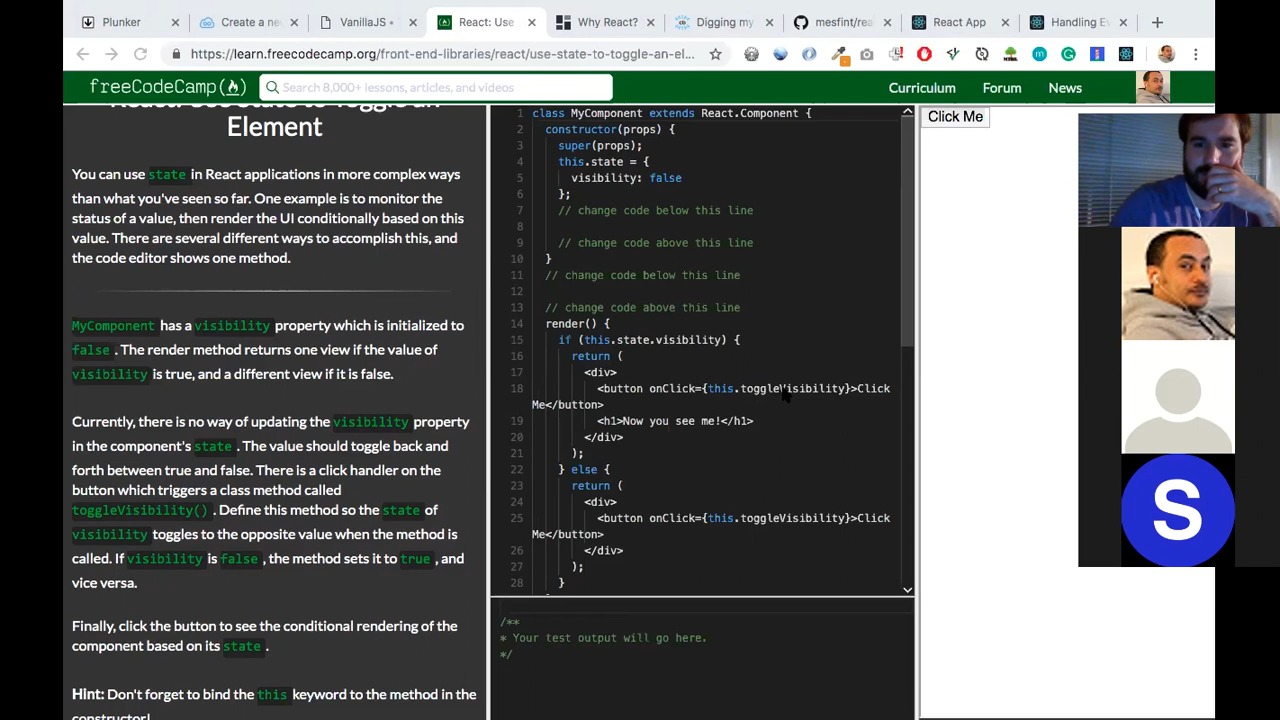 Plunker
Create a ne
VanillaJS •
React: Use
Why React?
Digging my
mesfint/rea
React App
Handling Ev
https://learn.freecodecamp.org/front-end-libraries/react/use-state-to-toggle-an-el...
freeCodeCamp
Search 8,000+ lessons, articles, and videos
Curriculum
Forum
News
React: Use State to Toggle an
Element
You can use state in React applications in more complex ways
than what you've seen so far. One example is to monitor the
status of a value, then render the UI conditionally based on this
value. There are several different ways to accomplish this, and
the code editor shows one method.
MyComponent has a visibility property which is initialized to
false . The render method returns one view if the value of
visibility is true, and a different view if it is false.
Currently, there is no way of updating the visibility property
in the component's state . The value should toggle back and
forth between true and false. There is a click handler on the
button which triggers a class method called
toggleVisibility() . Define this method so the state of
visibility toggles to the opposite value when the method is
called. If visibility is false , the method sets it to true , and
vice versa.
Finally, click the button to see the conditional rendering of the
component based on its state .
Hint: Don't forget to bind the this keyword to the method in the
constructor!
1 class MyComponent extends React.Component {
2 constructor(props) {
3 super(props);
4 this.state = {
5 visibility: false
6 };
7 // change code below this line
8
9 // change code above this line
10 }
11 // change code below this line
12
13 // change code above this line
14 render() {
15 if (this.state.visibility) {
16 return (
17 <div>
18 <button onClick={this.toggleVisibility}>Click
Me</button>
19 <h1>Now you see me!</h1>
20 </div>
21 );
22 } else {
23 return (
24 <div>
25 <button onClick={this.toggleVisibility}>Click
Me</button>
26 </div>
27 );
28 }
/**
* Your test output will go here.
*/
Click Me
S